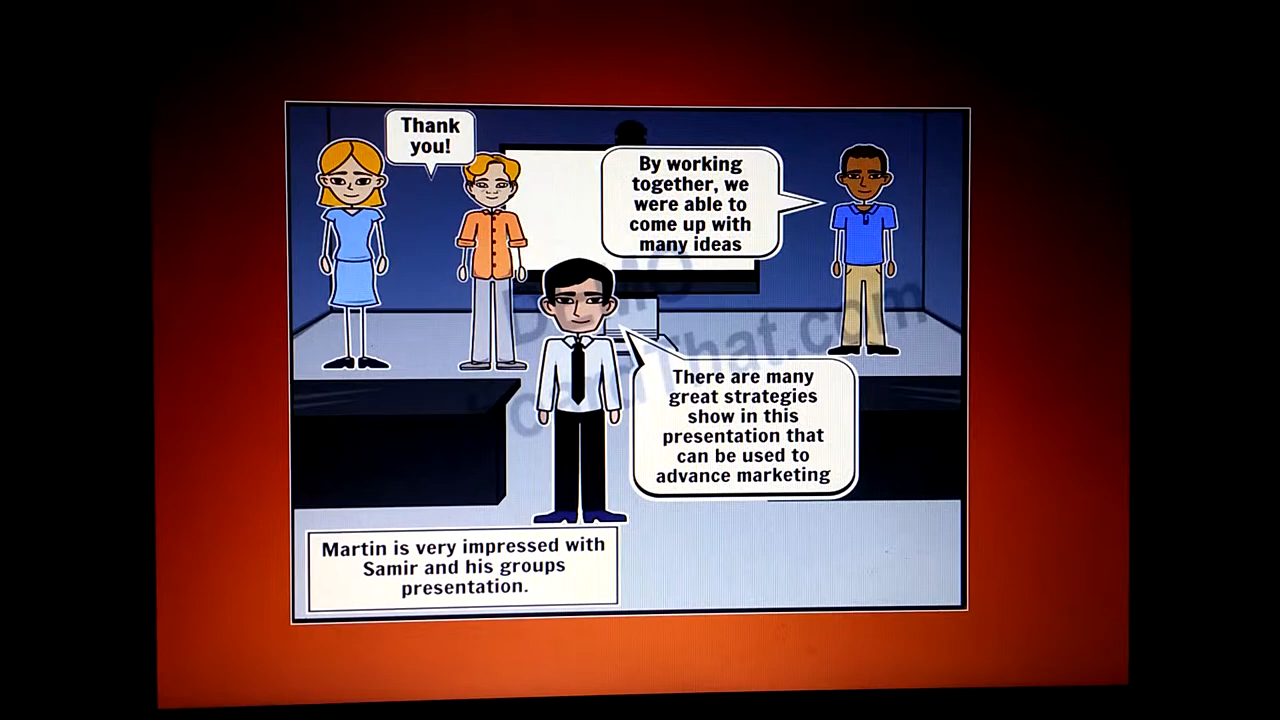 Thank
you!
By working
together, we
were able to
come up with
many ideas
There are many
great strategies
show in this
presentation that
can be used to
advance marketing
Martin is very impressed with
Samir and his groups
presentation.